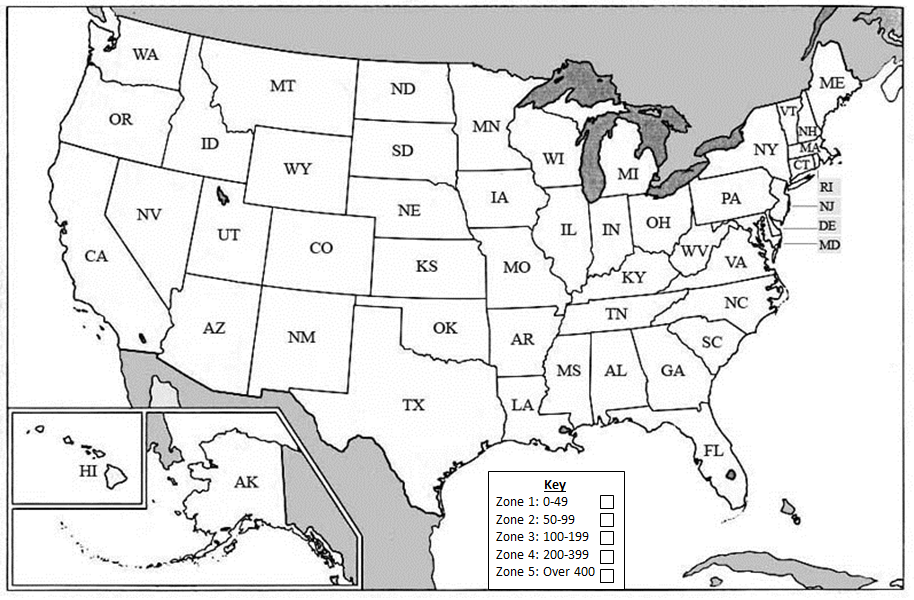 WA
MT
ND
MN
ME
OR
ID
SD
WI
MI
NY
VT
NH
MA
CT
RI
NJ
DE
MD
WY
NE
IA
PA
NV
UT
CO
KS
MO
IL
IN
OH
WV
VA
CA
KY
AZ
NM
OK
AR
TN
NC
SC
TX
LA
MS
AL
GA
FL
HI
AK
Key
Zone 1: 0-49
Zone 2: 50-99
Zone 3: 100-199
Zone 4: 200-399
Zone 5: Over 400